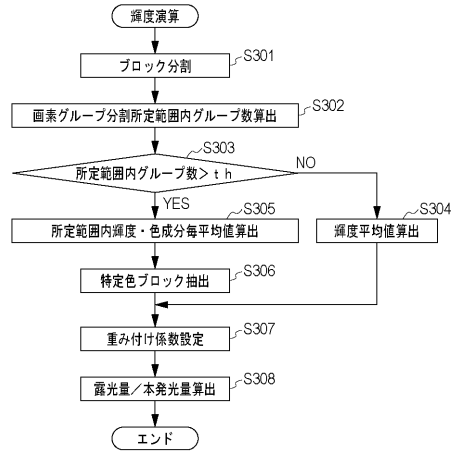 輝度演算
ブロック分割
S301
画素グループ分割所定範囲内グループ数算出
S302
所定範囲内グループ数>th
S303
NO
YES
所定範囲内輝度・色成分毎平均値算出
S305
輝度平均値算出
S304
特定色ブロック抽出
S306
重み付け係数設定
S307
露光量/本発光量算出
S308
エンド